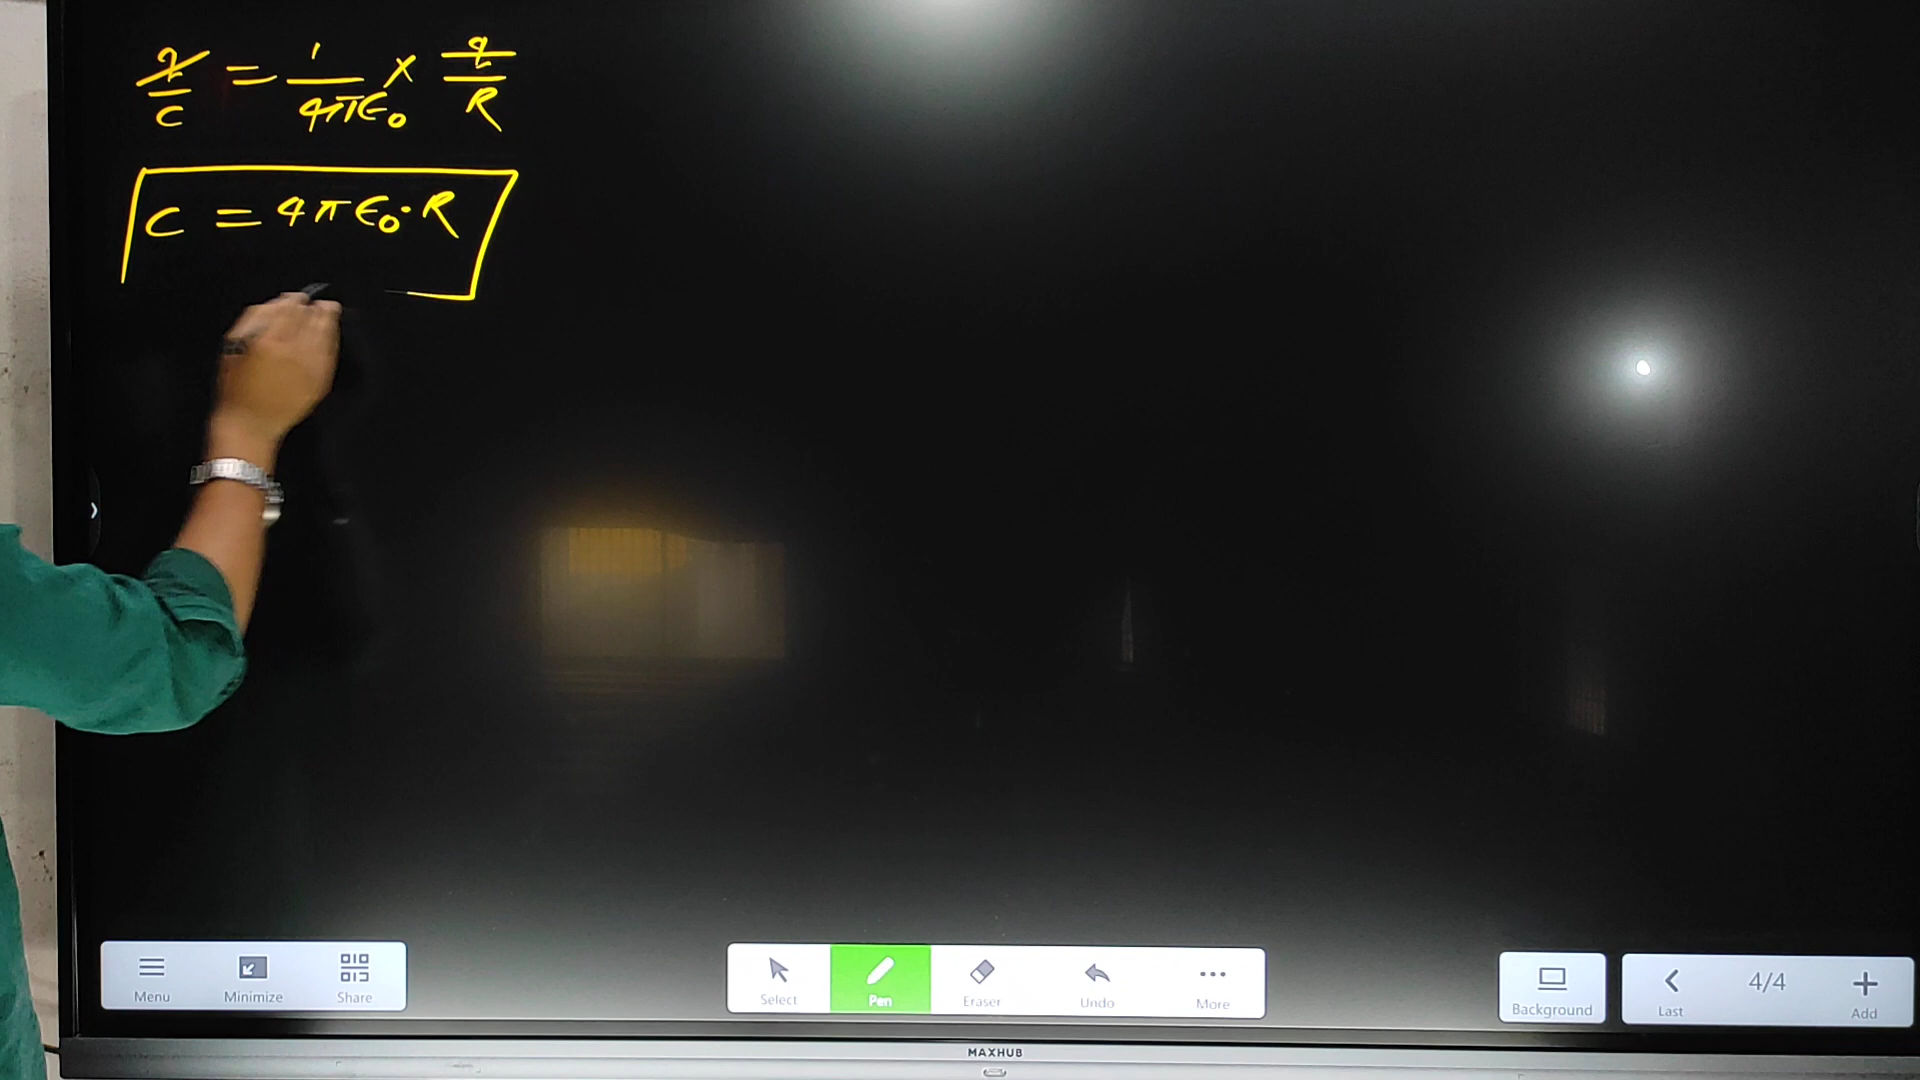 q/C = 1/4πϵ₀ × q/R
C = 4πϵ₀·R
Menu Minimize Share Select Pen Eraser Undo More Background Last 4/4 Add
MAXHUB